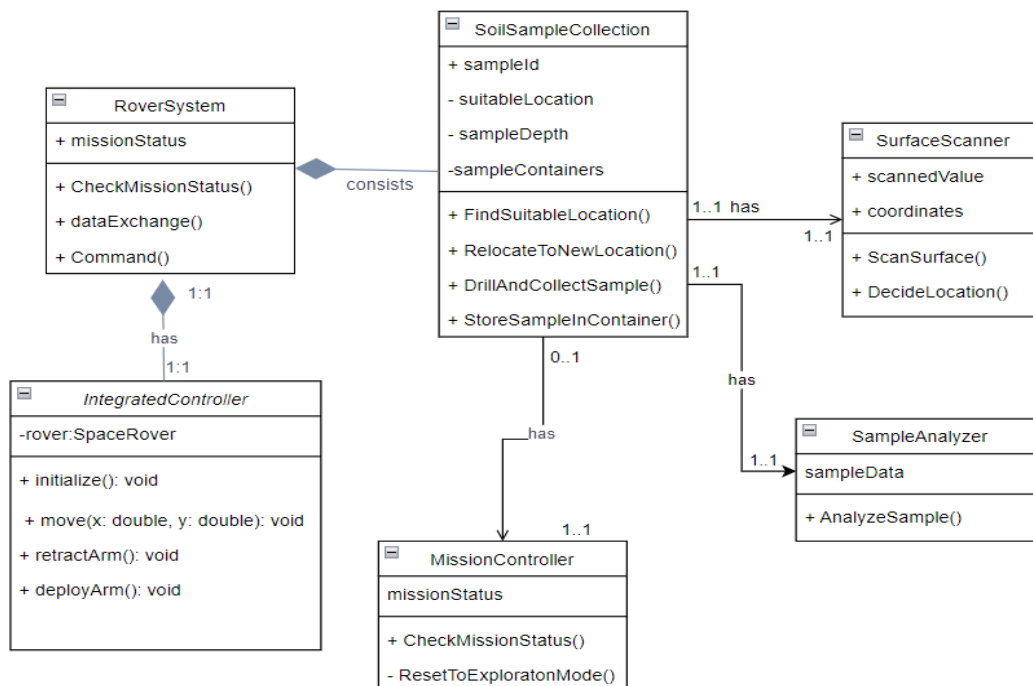 SoilSampleCollection
+ sampleId
- suitableLocation
- sampleDepth
-sampleContainers
+ FindSuitableLocation()
+ RelocateToNewLocation()
+ DrillAndCollectSample()
+ StoreSampleInContainer()
RoverSystem
+ missionStatus
+ CheckMissionStatus()
+ dataExchange()
+ Command()
consists
1:1
has
1:1
IntegratedController
-rover:SpaceRover
+ initialize(): void
+ move(x: double, y: double): void
+ retractArm(): void
+ deployArm(): void
1..1 has
1..1
SurfaceScanner
+ scannedValue
+ coordinates
+ ScanSurface()
+ DecideLocation()
1..1
has
1..1
SampleAnalyzer
sampleData
+ AnalyzeSample()
0..1
has
1..1
MissionController
missionStatus
+ CheckMissionStatus()
- ResetToExploratonMode()